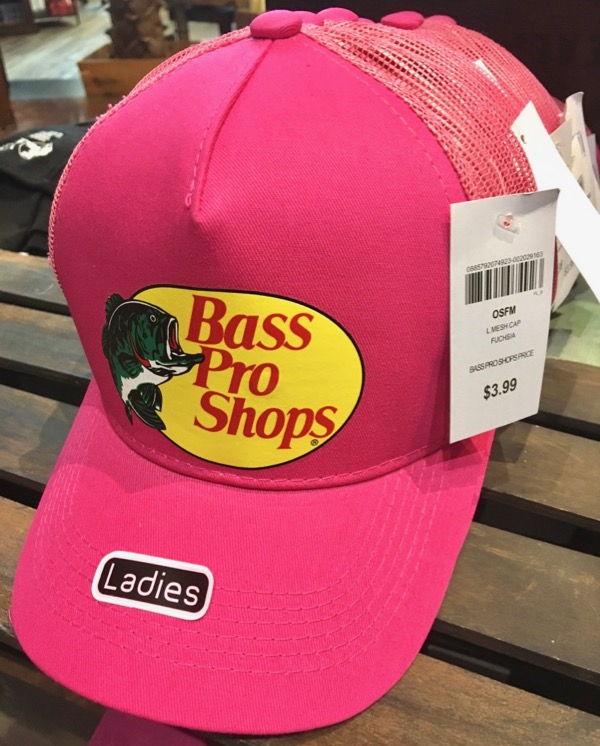 Bass
Pro
Shops®
Ladies
OSFM
L MESH CAP
FUCHSIA
BASS PRO SHOPS PRICE
$3.99